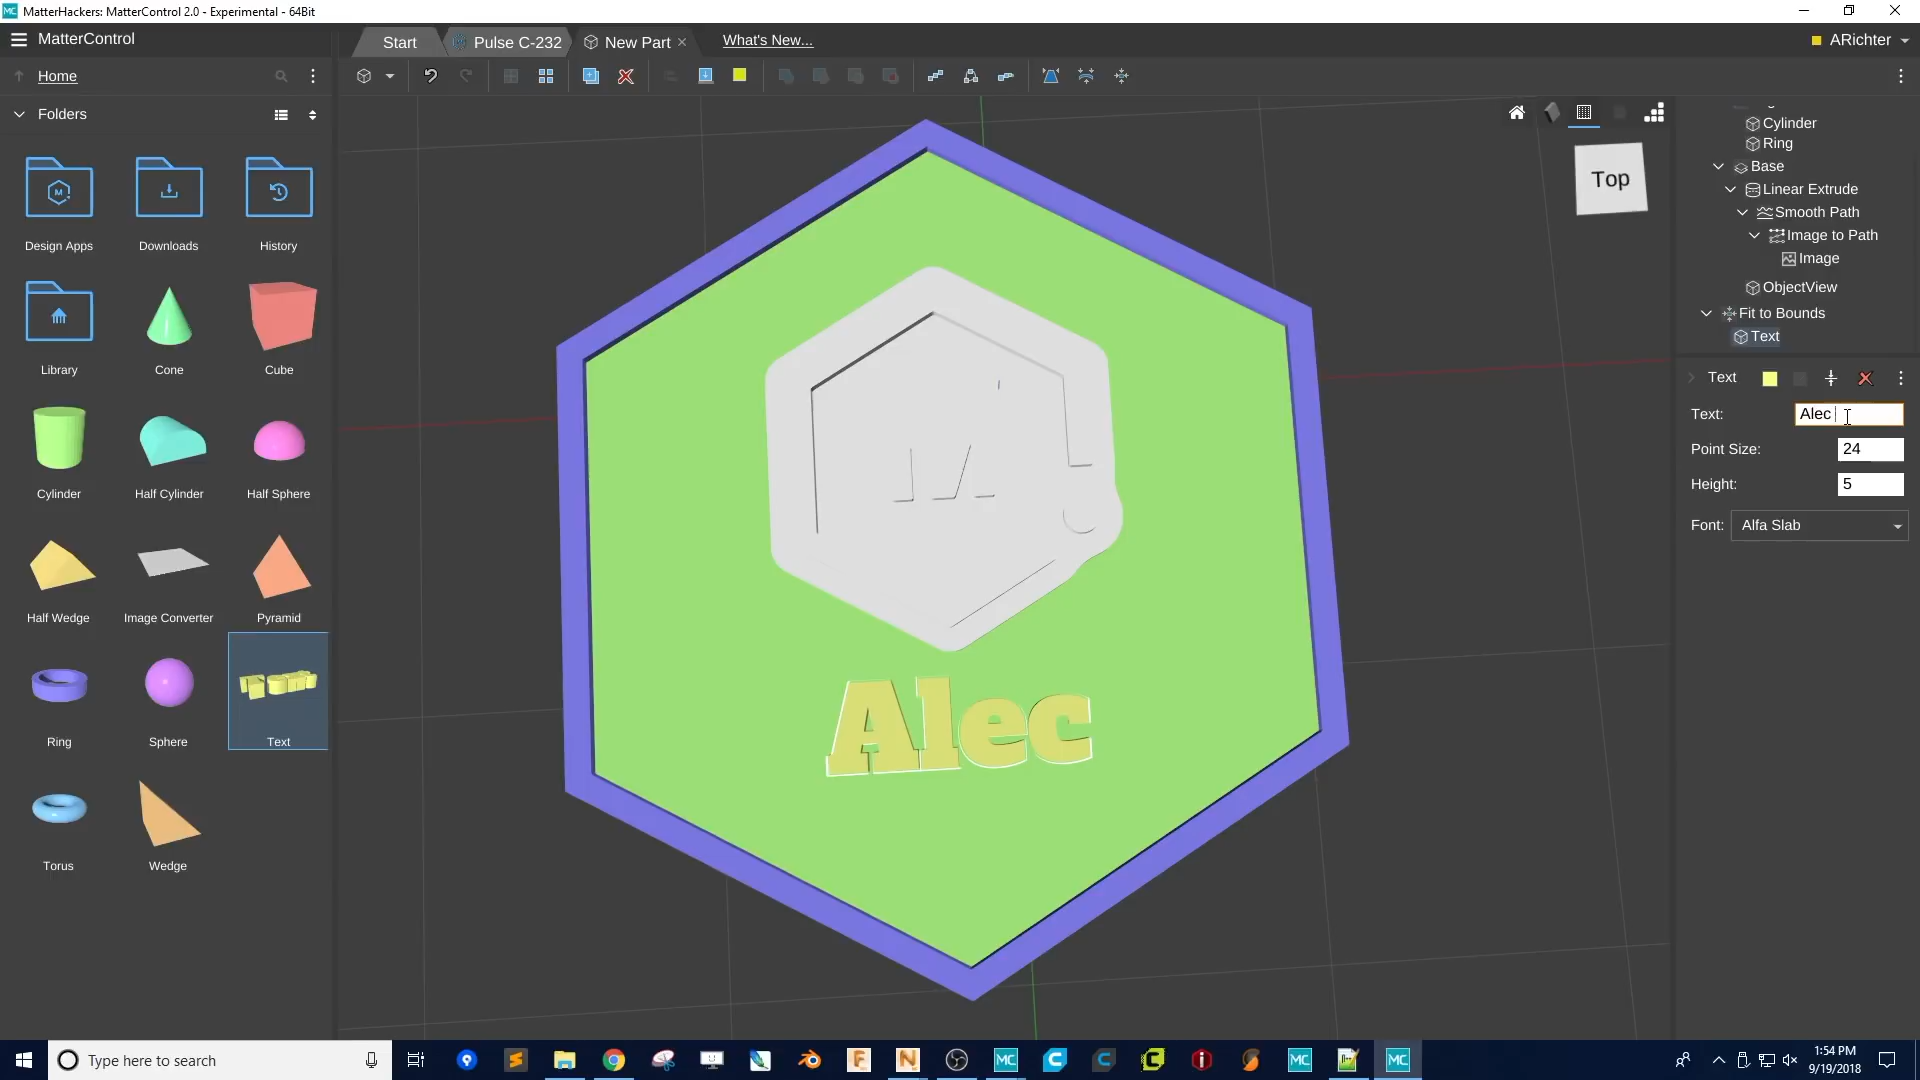 MatterHackers: MatterControl 2.0 - Experimental - 64Bit
MatterControl
Start
Pulse C-232
New Part
What's New...
ARichter
Home
Folders
Design Apps
Downloads
History
Library
Cone
Cube
Cylinder
Half Cylinder
Half Sphere
Half Wedge
Image Converter
Pyramid
Ring
Sphere
Text
Torus
Wedge
Top
Alec
Cylinder
Ring
Base
Linear Extrude
Smooth Path
Image to Path
Image
ObjectView
Fit to Bounds
Text
Text
Text: Alec
Point Size: 24
Height: 5
Font: Alfa Slab
Type here to search
1:54 PM
9/19/2018